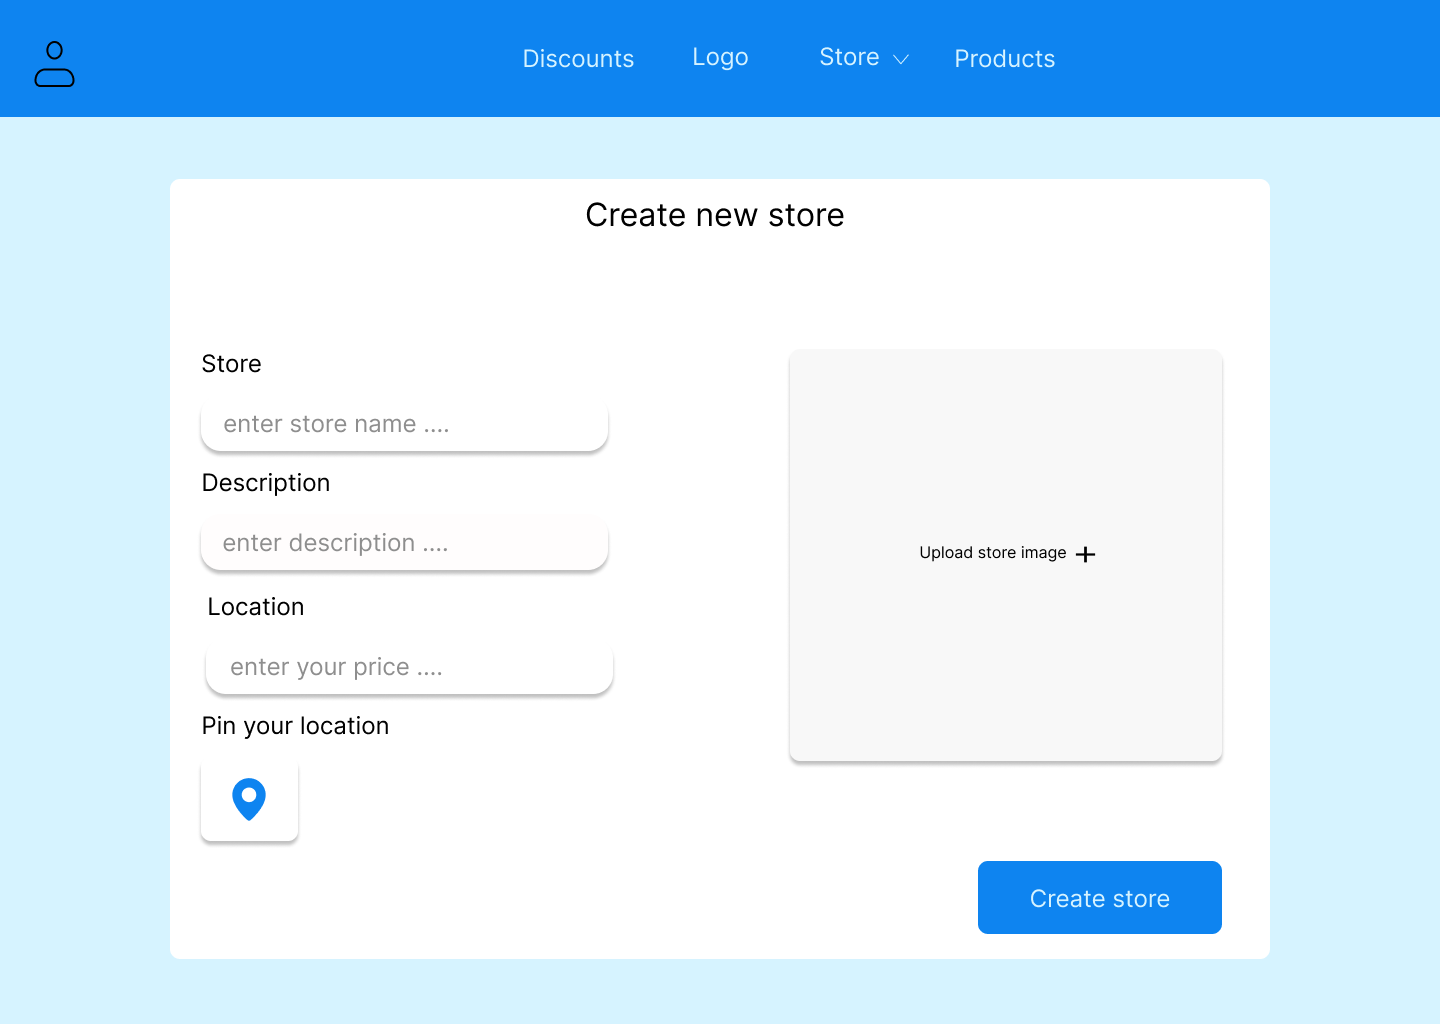 Discounts
Logo
Store
Products
Create new store
Store
enter store name ....
Description
enter description ....
Location
enter your price ....
Pin your location
Upload store image
Create store